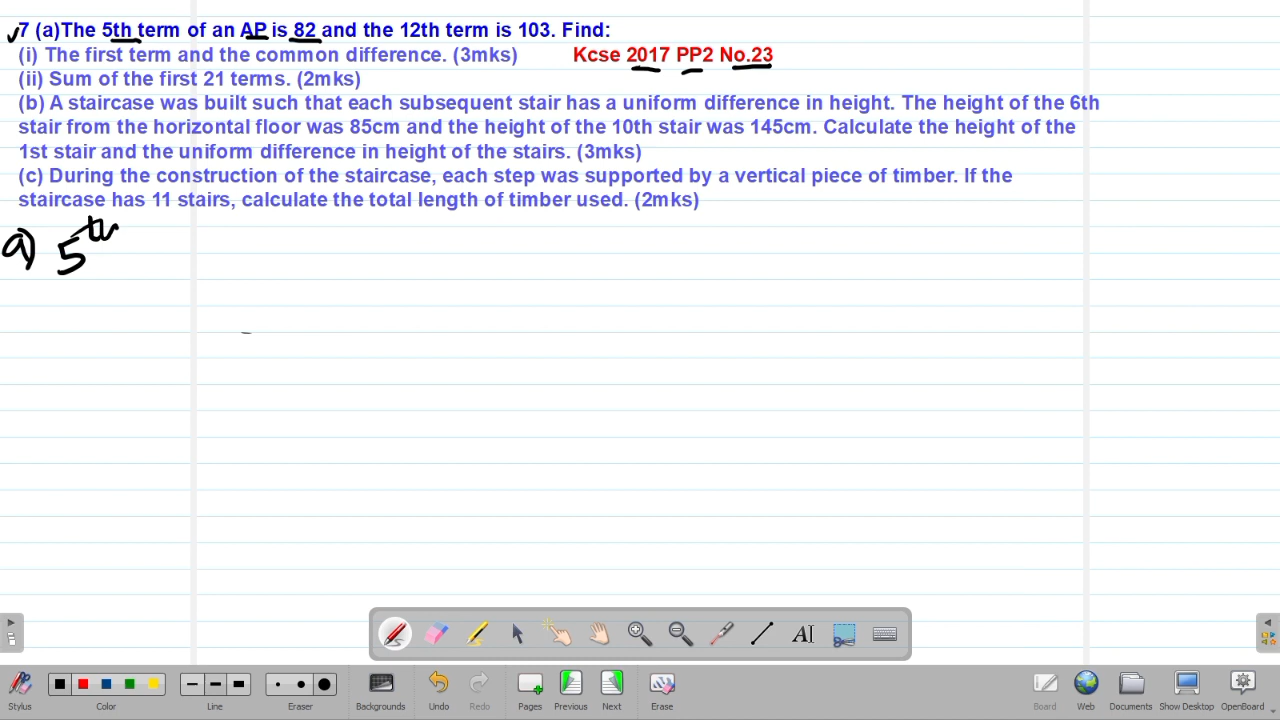 7 (a)The 5th term of an AP is 82 and the 12th term is 103. Find:
(i) The first term and the common difference. (3mks) Kcse 2017 PP2 No.23
(ii) Sum of the first 21 terms. (2mks)
(b) A staircase was built such that each subsequent stair has a uniform difference in height. The height of the 6th
stair from the horizontal floor was 85cm and the height of the 10th stair was 145cm. Calculate the height of the
1st stair and the uniform difference in height of the stairs. (3mks)
(c) During the construction of the staircase, each step was supported by a vertical piece of timber. If the
staircase has 11 stairs, calculate the total length of timber used. (2mks)
a) 5th
Stylus Color Line Eraser Backgrounds Undo Redo Pages Previous Next Erase Board Web Documents Show Desktop OpenBoard